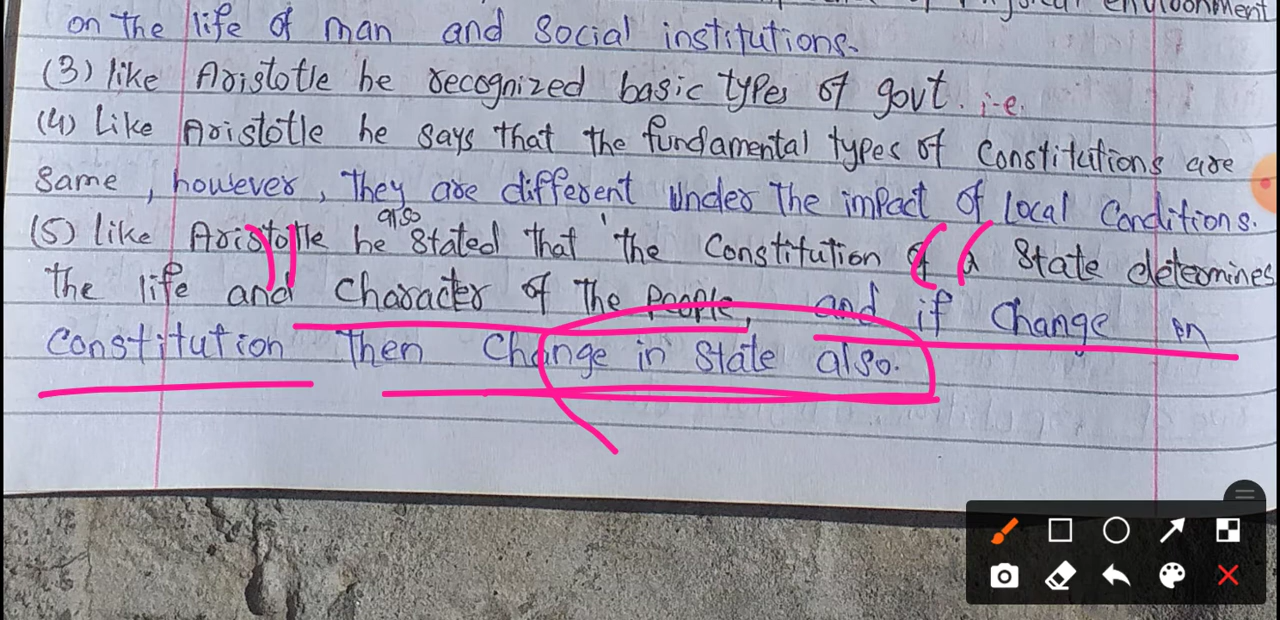 physical environment
on the life of man and social institutions.
(3) like Aristotle he recognized basic types of govt. i-e.
(4) Like Aristotle he says that the fundamental types of Constitutions are
same, however, they are different under the impact of local Conditions.
(5) like Aristotle he also stated that the Constitution of a State determines
the life and character of the people, and if change in
Constitution then change in State also.